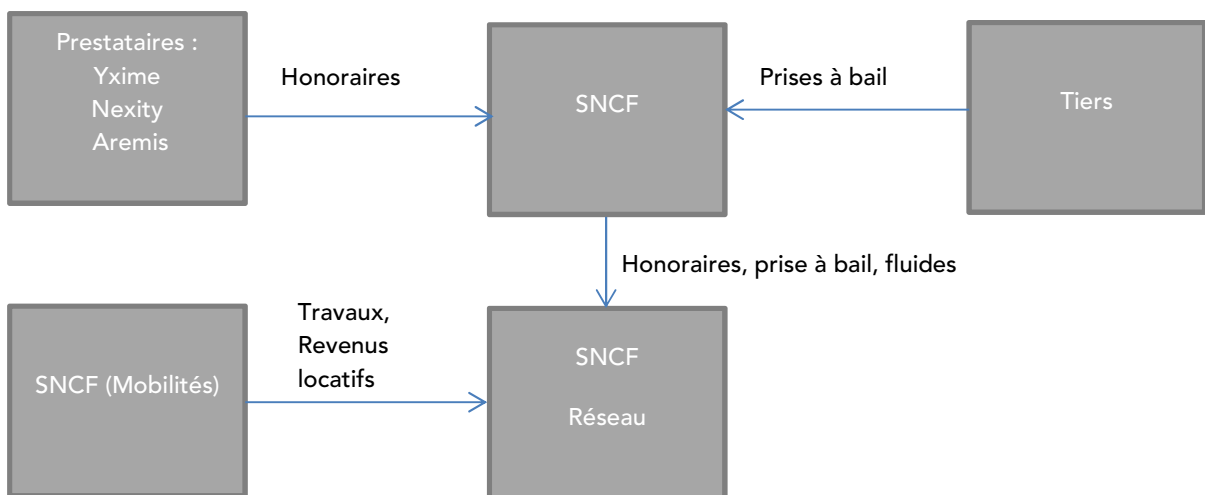 Prestataires :
Yxime
Nexity
Aremis
Honoraires
SNCF
Prises à bail
Tiers
Honoraires, prise à bail, fluides
SNCF (Mobilités)
Travaux,
Revenus
locatifs
SNCF
Réseau